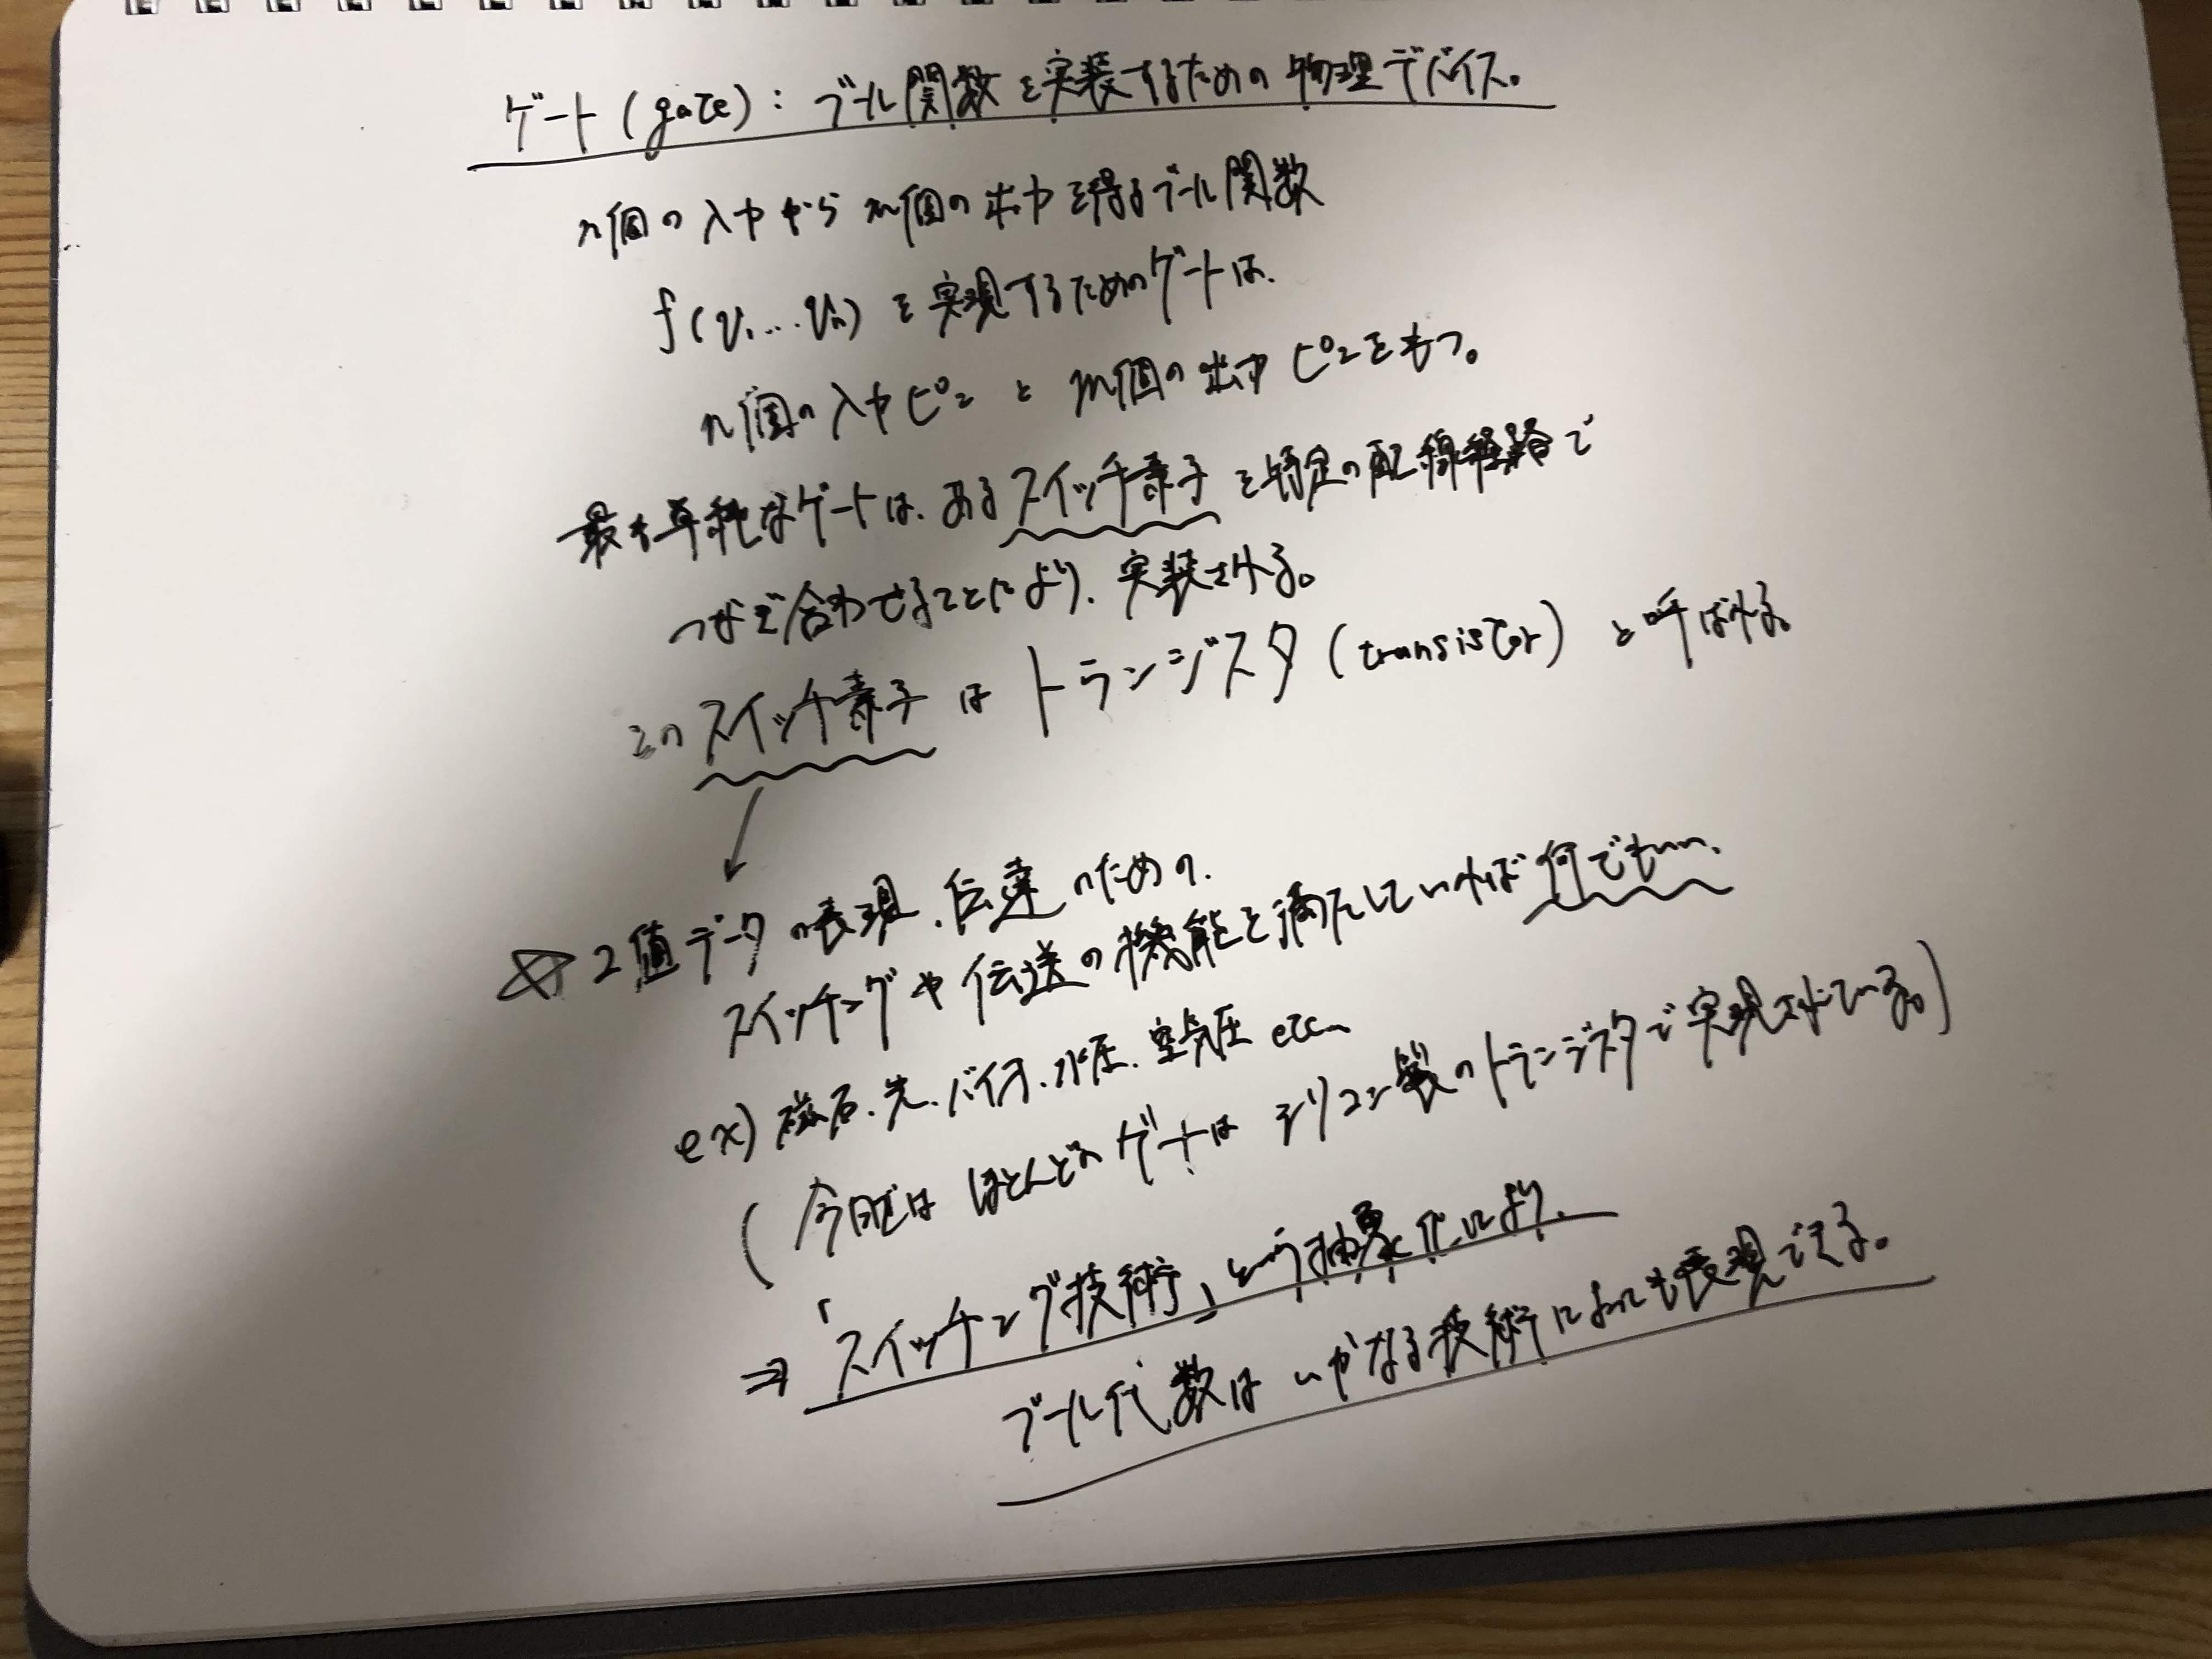 ゲート(gate):ブール関数を実装するための物理デバイス。
n個の入力からm個の出力を得るブール関数
f(v1...vn)を実現するためのゲートは、
n個の入力ピンとm個の出力ピンをもつ。
最も単純なゲートは、あるスイッチ素子を特定の配線経路で
つなぎ合わせることにより、実装される。
このスイッチ素子はトランジスタ(transistor)と呼ばれる。
2値データの表現、伝達のための、
スイッチングや伝送の機能を満たしていれば何でもいい、
ex)磁石、光、バイオ、水圧、空気圧 etc...
(今日ではほとんどのゲートはシリコン製のトランジスタで実現されている。)
⇒「スイッチング技術」という抽象化により、
ブール代数はいかなる技術によっても表現できる。